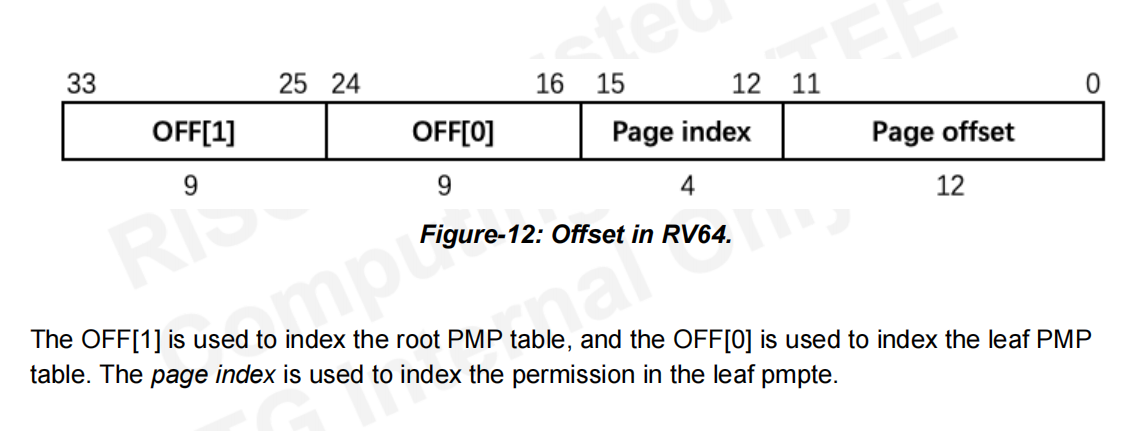 33 25 24 16 15 12 11 0
OFF[1] OFF[0] Page index Page offset
9 9 4 12
Figure-12: Offset in RV64.
The OFF[1] is used to index the root PMP table, and the OFF[0] is used to index the leaf PMP
table. The page index is used to index the permission in the leaf pmpte.